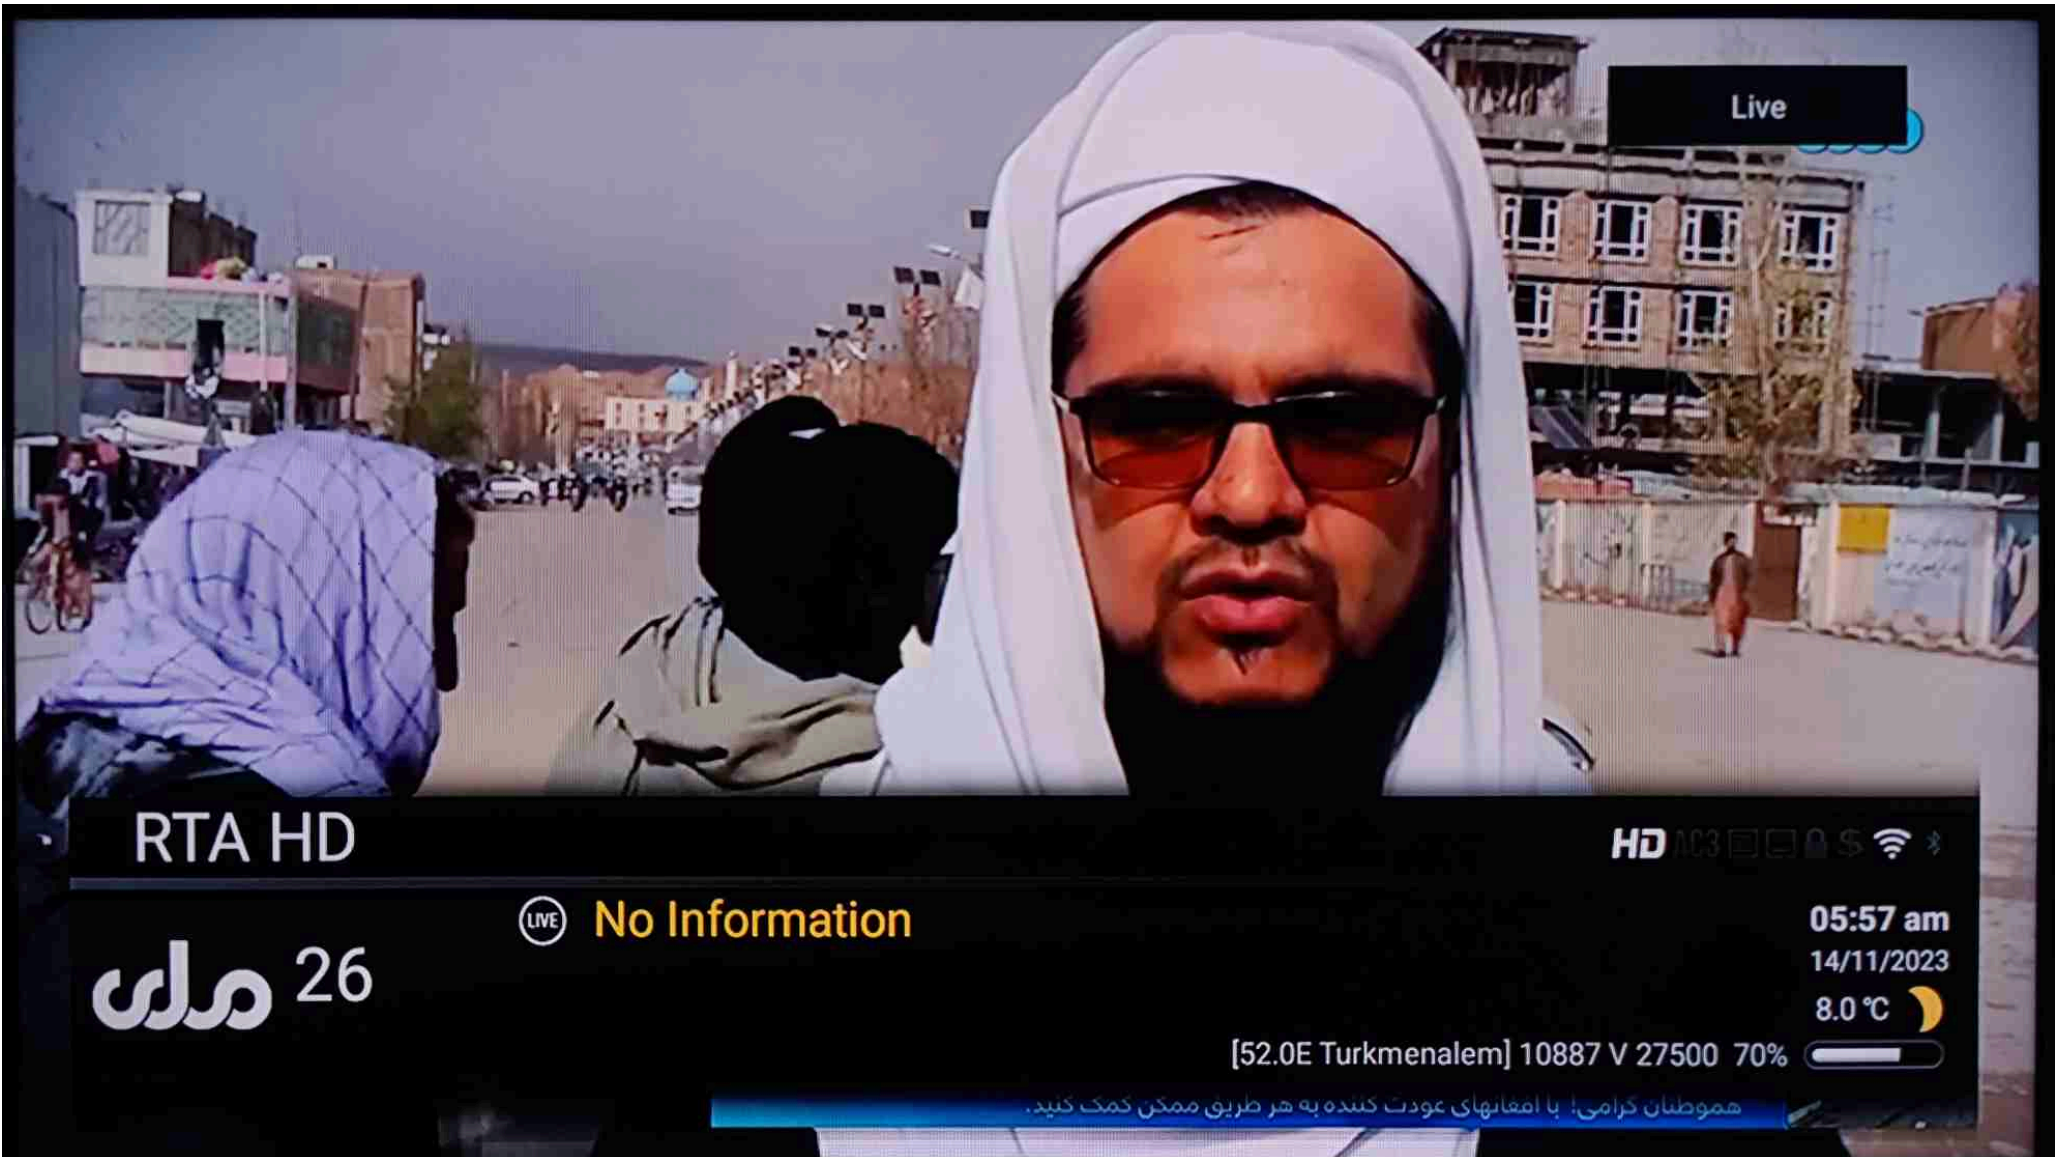 Live
RTA HD
HD AC3 $
LIVE No Information
05:57 am
ملی 26
14/11/2023
8.0 °C
[52.0E Turkmenalem] 10887 V 27500 70%
هموطنان گرامی! با افغانهای عودت کننده به هر طریق ممکن کمک کنید.